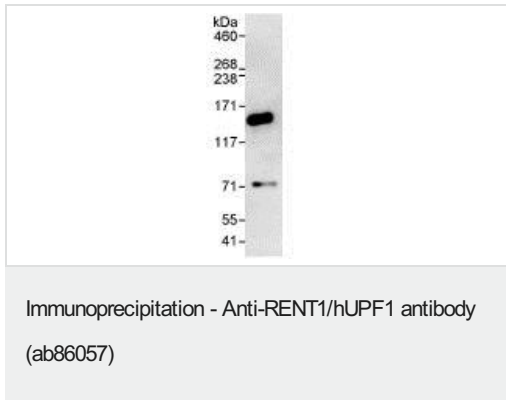 kDa
460-
268-
238-
171-
117-
71-
55-
41-
Immunoprecipitation - Anti-RENT1/hUPF1 antibody
(ab86057)